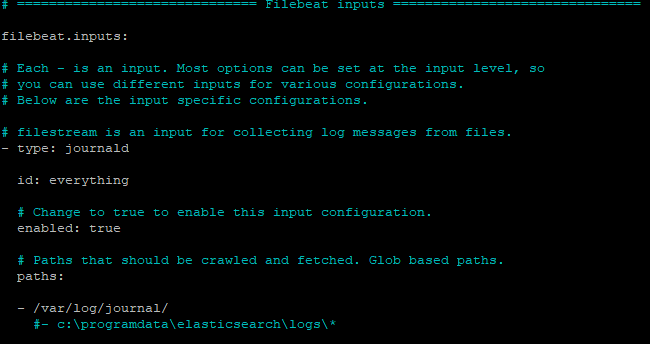 # ============================== Filebeat inputs ===============================
filebeat.inputs:
# Each - is an input. Most options can be set at the input level, so
# you can use different inputs for various configurations.
# Below are the input specific configurations.
# filestream is an input for collecting log messages from files.
- type: journald
id: everything
# Change to true to enable this input configuration.
enabled: true
# Paths that should be crawled and fetched. Glob based paths.
paths:
- /var/log/journal/
#- c:\programdata\elasticsearch\logs\*